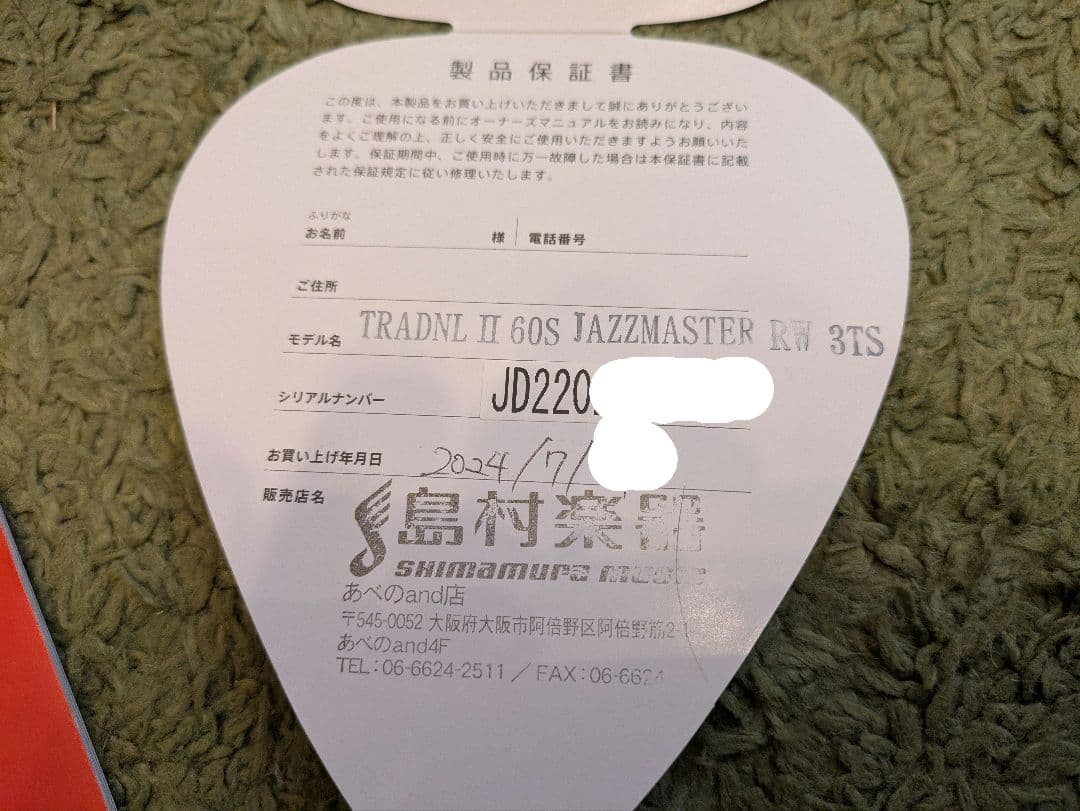 製品保証書
この度は、本製品をお買い上げいただきまして誠にありがとうござい
ます。ご使用になる前にオーナーズマニュアルをお読みになり、内容
をよくご理解の上、正しく安全にご使用いただきますようお願いいた
します。保証期間中、ご使用時に万一故障した場合は本保証書に記載
された保証規定に従い修理いたします。
ふりがな
お名前 様 電話番号
ご住所
モデル名 TRADNL II 60S JAZZMASTER RW 3TS
シリアルナンバー JD220
お買い上げ年月日 2024/7/
販売店名 島村楽器
SHIMAMURA MUSIC
あべのand店
〒545-0052 大阪府大阪市阿倍野区阿倍野筋2-1
あべのand4F
TEL:06-6624-2511 / FAX:06-6624